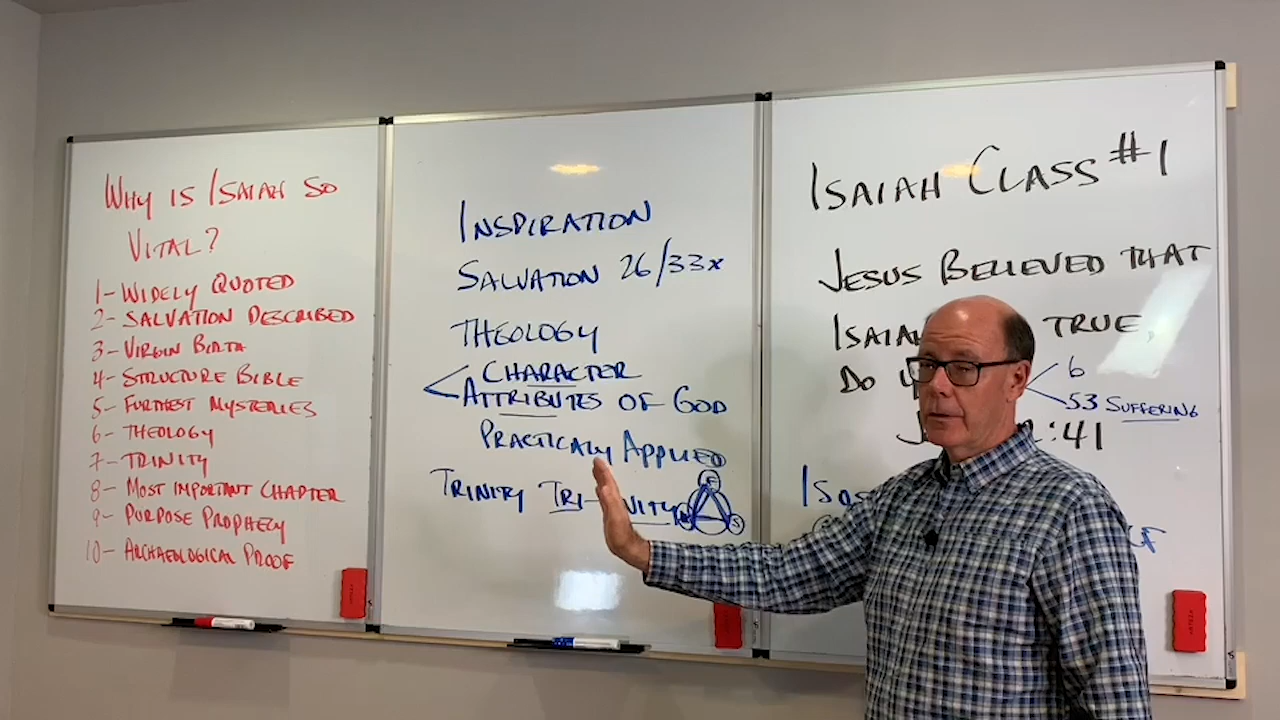 WHY IS ISAIAH SO
VITAL?
1- WIDELY QUOTED
2- SALVATION DESCRIBED
3- VIRGIN BIRTH
4- STRUCTURE BIBLE
5- FURTHEST MYSTERIES
6- THEOLOGY
7- TRINITY
8- MOST IMPORTANT CHAPTER
9- PURPOSE PROPHECY
10- ARCHAEOLOGICAL PROOF
INSPIRATION
SALVATION 26/33x
THEOLOGY
CHARACTER
ATTRIBUTES OF GOD
PRACTICALY APPLIED
TRINITY TRI-UNITY
F
S
ISAIAH CLASS #1
JESUS BELIEVED THAT
ISAIAH TRUE,
DO
6
53 SUFFERING
:41